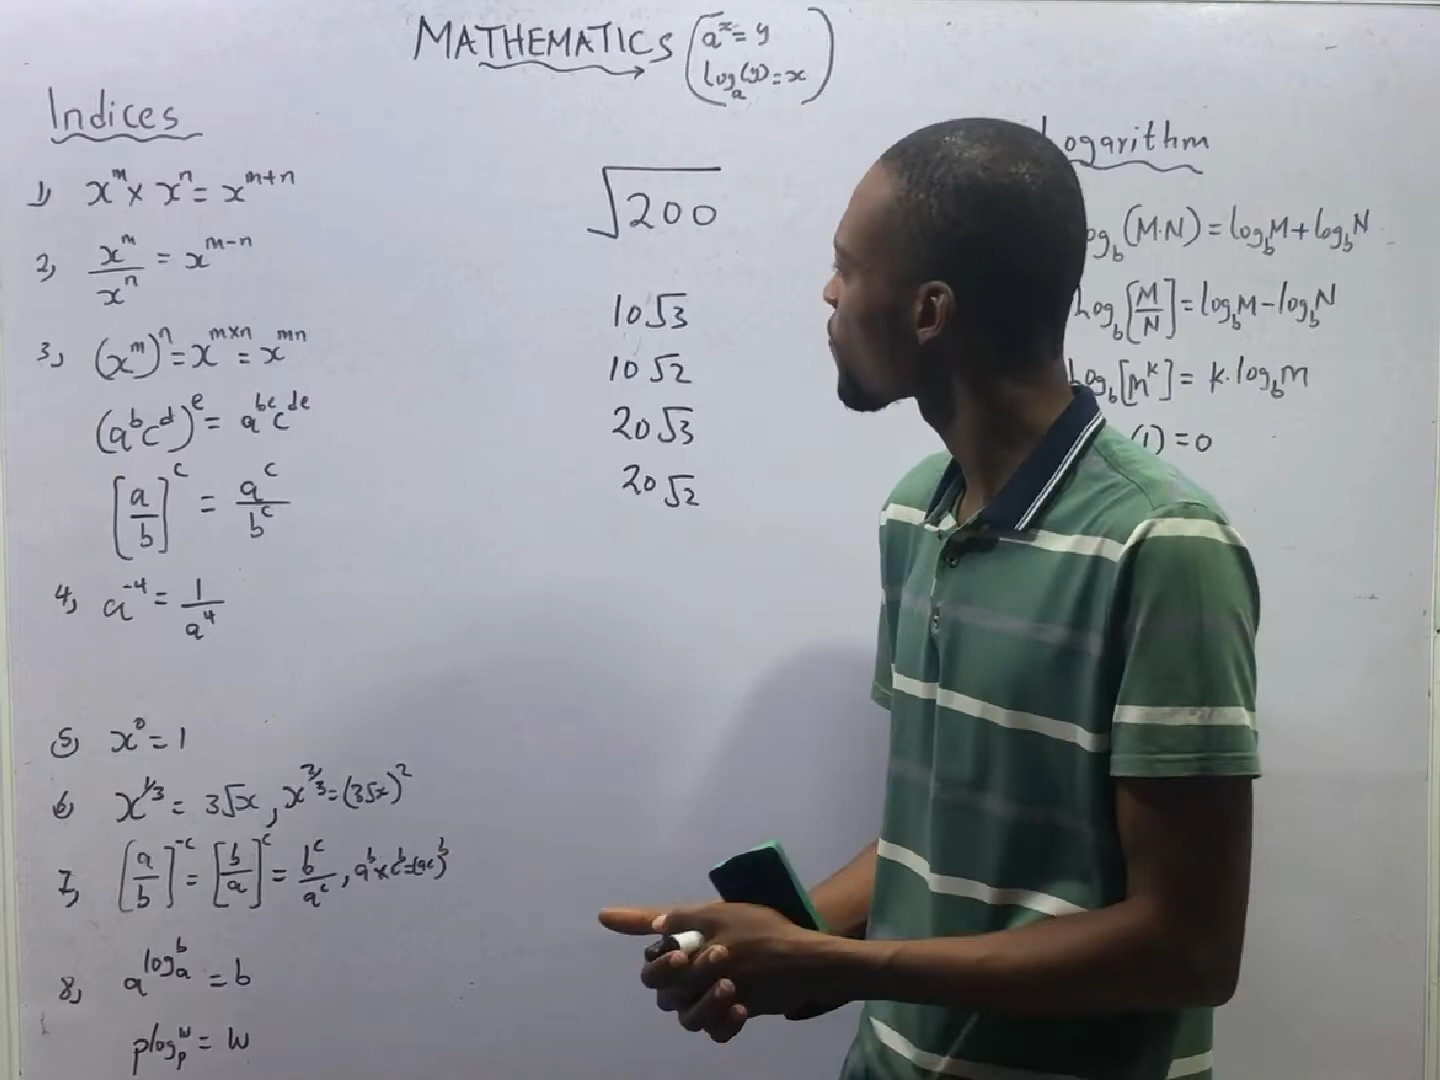 MATHEMATICS (a^x = y
log_a(y) = x)
Indices
1) x^m × x^n = x^{m+n}
2) x^m / x^n = x^{m-n}
3) (x^m)^n = x^{m×n} = x^{mn}
(a^b c^d)^e = a^{be} c^{de}
[a/b]^c = a^c / b^c
4) a^{-4} = 1/a^4
5) x^0 = 1
6) x^{1/3} = 3√x, x^{2/3} = (3√x)^2
7) [a/b]^{-c} = [b/a]^c = b^c / a^c, a^b × c^b = (ac)^b
8) a^{log_a^b} = b
plog_p^w = w
√200
10√3
10√2
20√3
20√2
Logarithm
log_b(M·N) = log_b M + log_b N
Log_b[M/N] = log_b M − log_b N
Log_b[M^k] = k·log_b m
(1) = 0